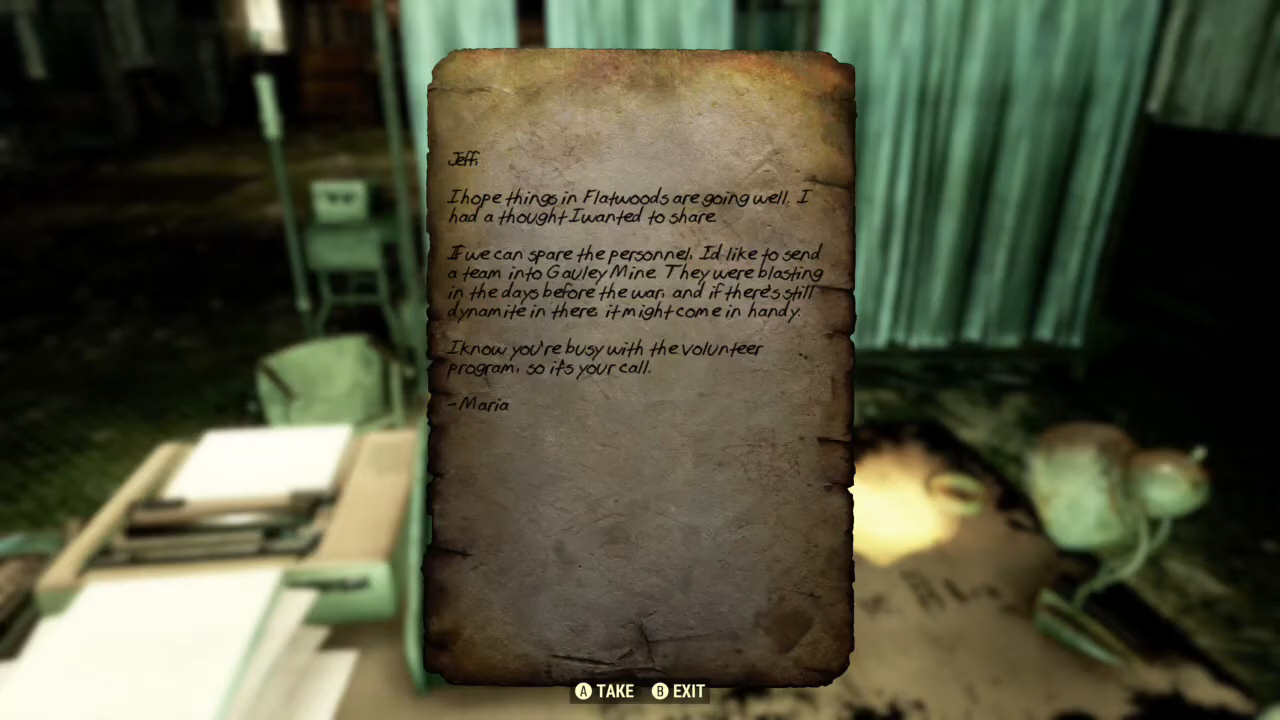 Jeff,
I hope things in Flatwoods are going well. I
had a thought I wanted to share.
If we can spare the personnel, I'd like to send
a team into Gauley Mine. They were blasting
in the days before the war, and if there's still
dynamite in there, it might come in handy.
I know you're busy with the volunteer
program, so it's your call.
-Maria
A TAKE B EXIT